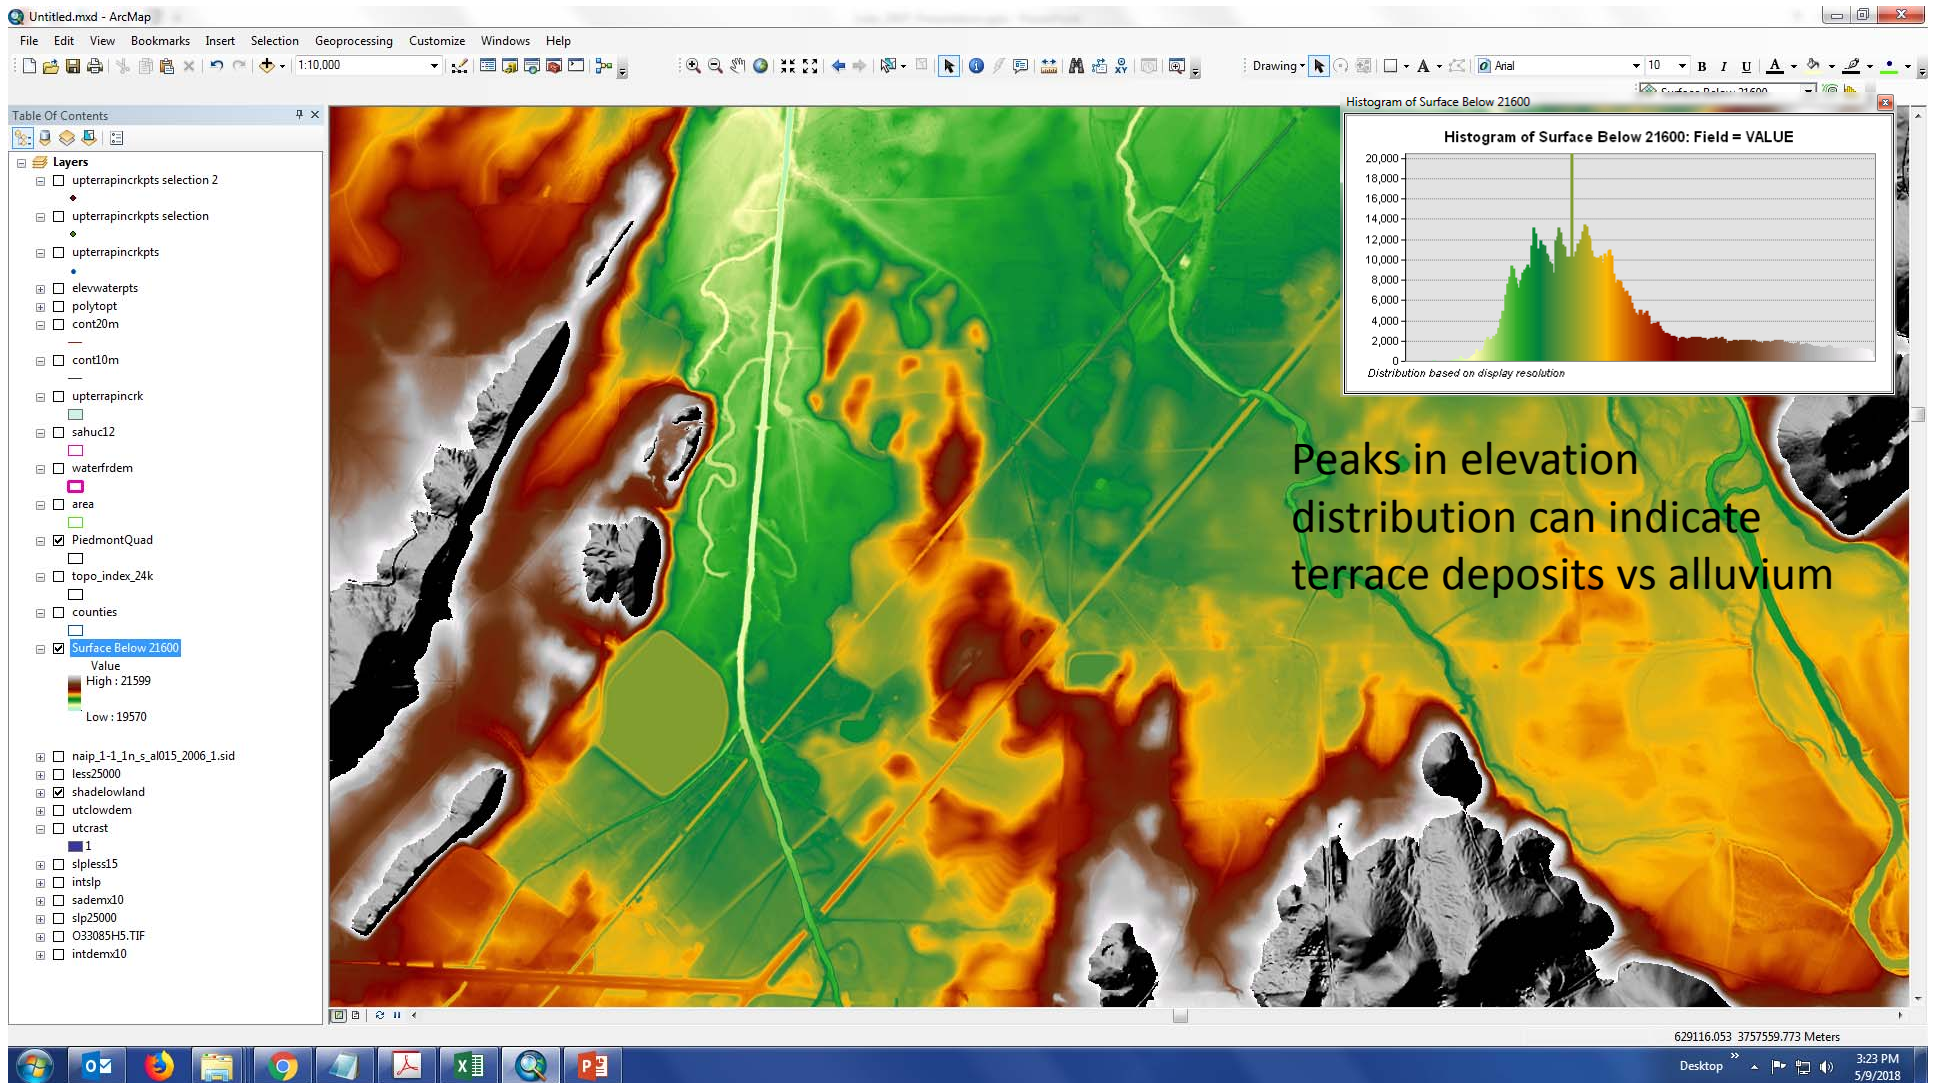 Untitled.mxd - ArcMap
File Edit View Bookmarks Insert Selection Geoprocessing Customize Windows Help
1:10,000
Drawing
Arial
10
B I U A
Table Of Contents
Layers
upterrapincrkpts selection 2
upterrapincrkpts selection
upterrapincrkpts
elevwaterpts
polytopt
cont20m
cont10m
upterrapincrk
sahuc12
waterfrdem
area
PiedmontQuad
topo_index_24k
counties
Surface Below 21600
Value
High : 21599
Low : 19570
naip_1-1_1n_s_al015_2006_1.sid
less25000
shadelowland
utclowdem
utcrast
1
slpless15
intslp
sademx10
slp25000
O33085H5.TIF
intdemx10
Histogram of Surface Below 21600
Histogram of Surface Below 21600: Field = VALUE
20,000
18,000
16,000
14,000
12,000
10,000
8,000
6,000
4,000
2,000
0
Distribution based on display resolution
Peaks in elevation
distribution can indicate
terrace deposits vs alluvium
629116.053 3757559.773 Meters
Desktop
3:23 PM
5/9/2018